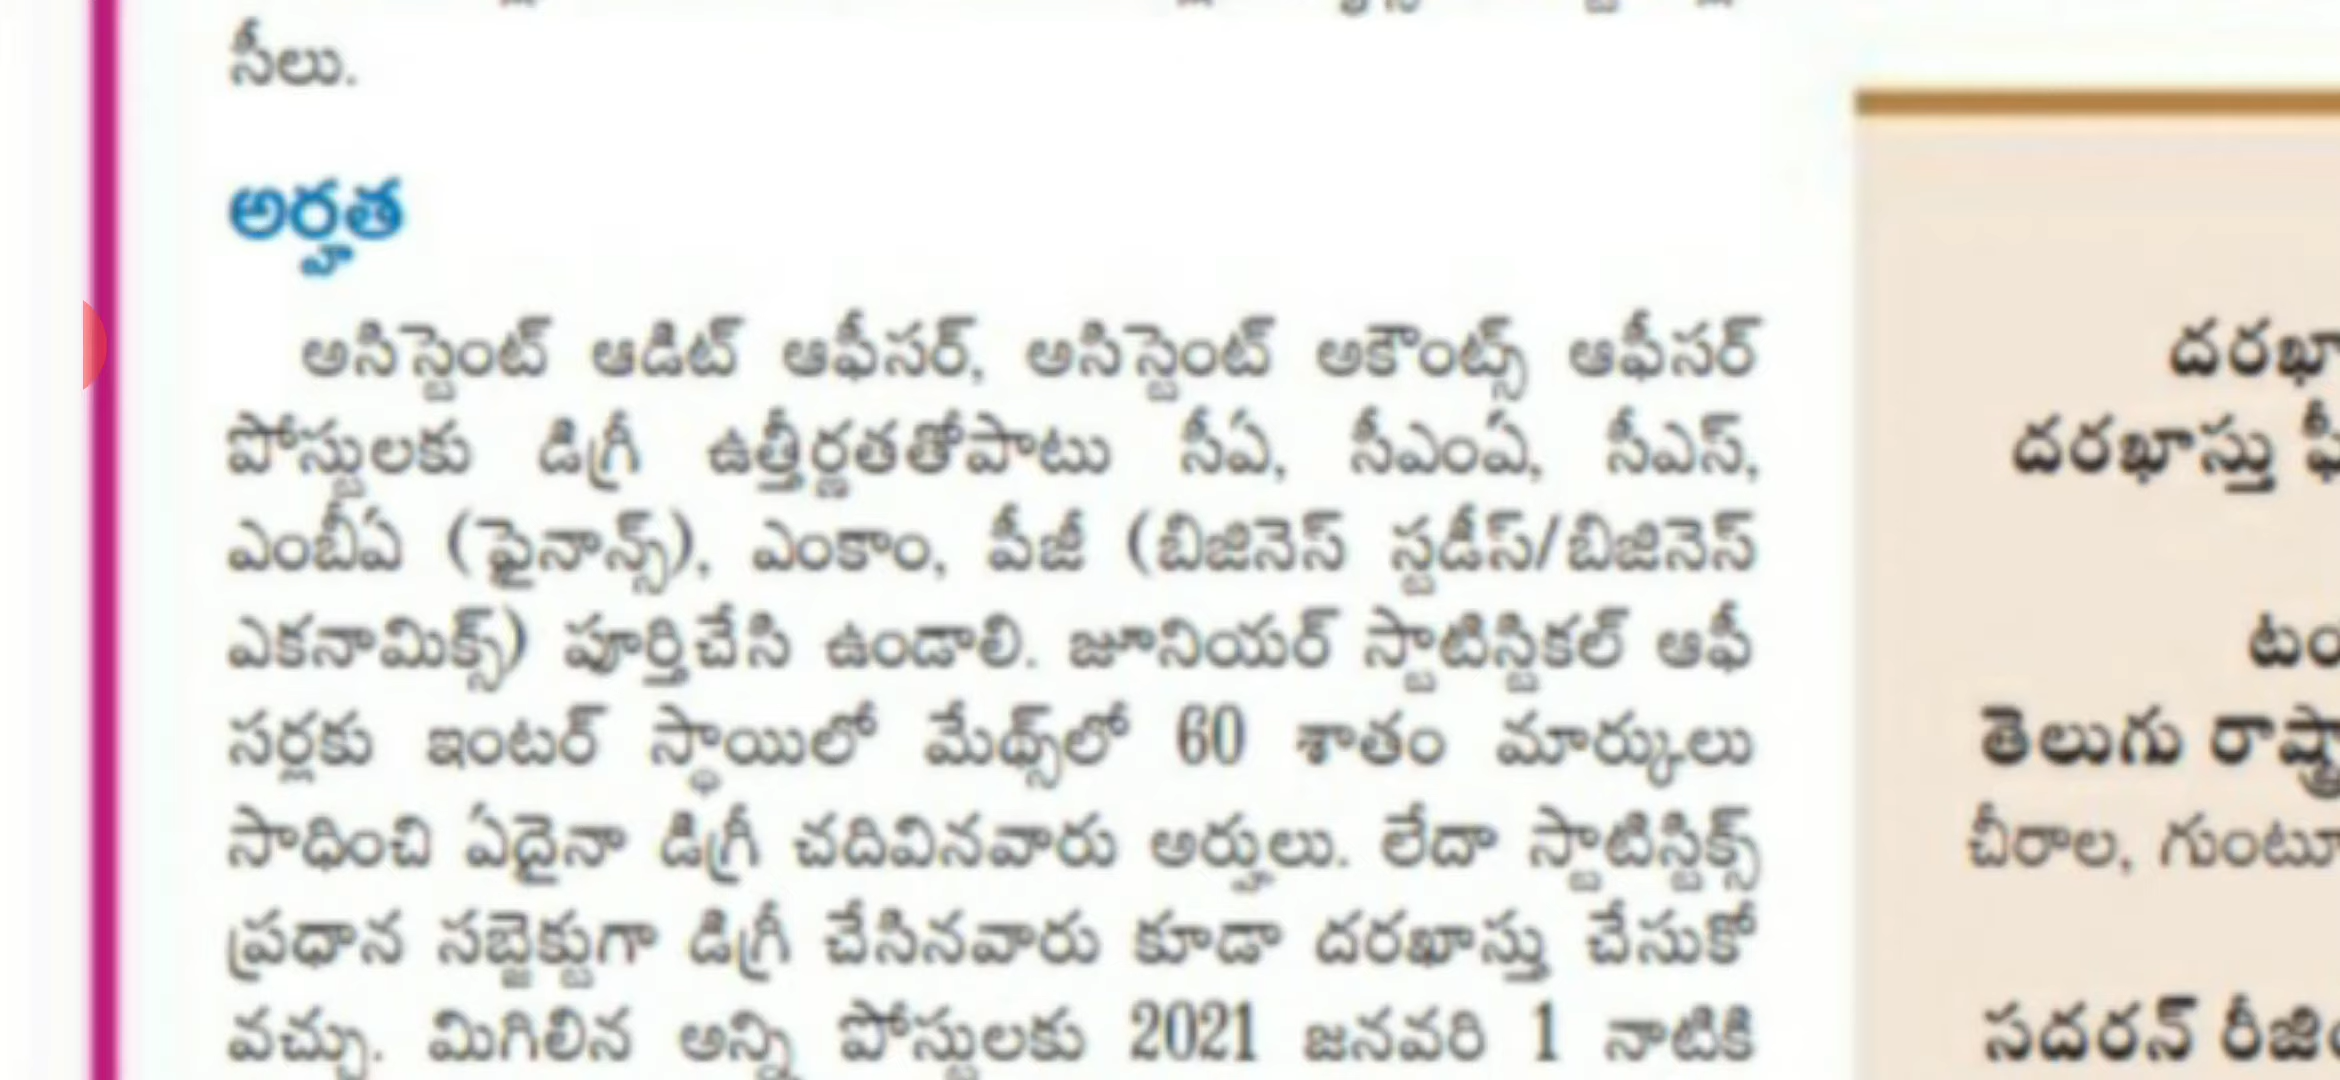 సీలు.
అర్హత
అసిస్టెంట్ ఆడిట్ ఆఫీసర్, అసిస్టెంట్ అకౌంట్స్ ఆఫీసర్
పోస్టులకు డిగ్రీ ఉత్తీర్ణతతోపాటు సీఏ, సీఎంఏ, సీఎస్,
ఎంబీఏ (ఫైనాన్స్), ఎంకాం, పీజీ (బిజినెస్ స్టడీస్/బిజినెస్
ఎకనామిక్స్) పూర్తిచేసి ఉండాలి. జూనియర్ స్టాటిస్టికల్ ఆఫీ
సర్లకు ఇంటర్ స్థాయిలో మేథ్స్‌లో 60 శాతం మార్కులు
సాధించి ఏదైనా డిగ్రీ చదివినవారు అర్హులు. లేదా స్టాటిస్టిక్స్
ప్రధాన సబ్జెక్టుగా డిగ్రీ చేసినవారు కూడా దరఖాస్తు చేసుకో
వచ్చు. మిగిలిన అన్ని పోస్టులకు 2021 జనవరి 1 నాటికి
దరఖా
దరఖాస్తు ఫీ
టం
తెలుగు రాష్ట్రా
చీరాల, గుంటూ
సదరన్ రీజి